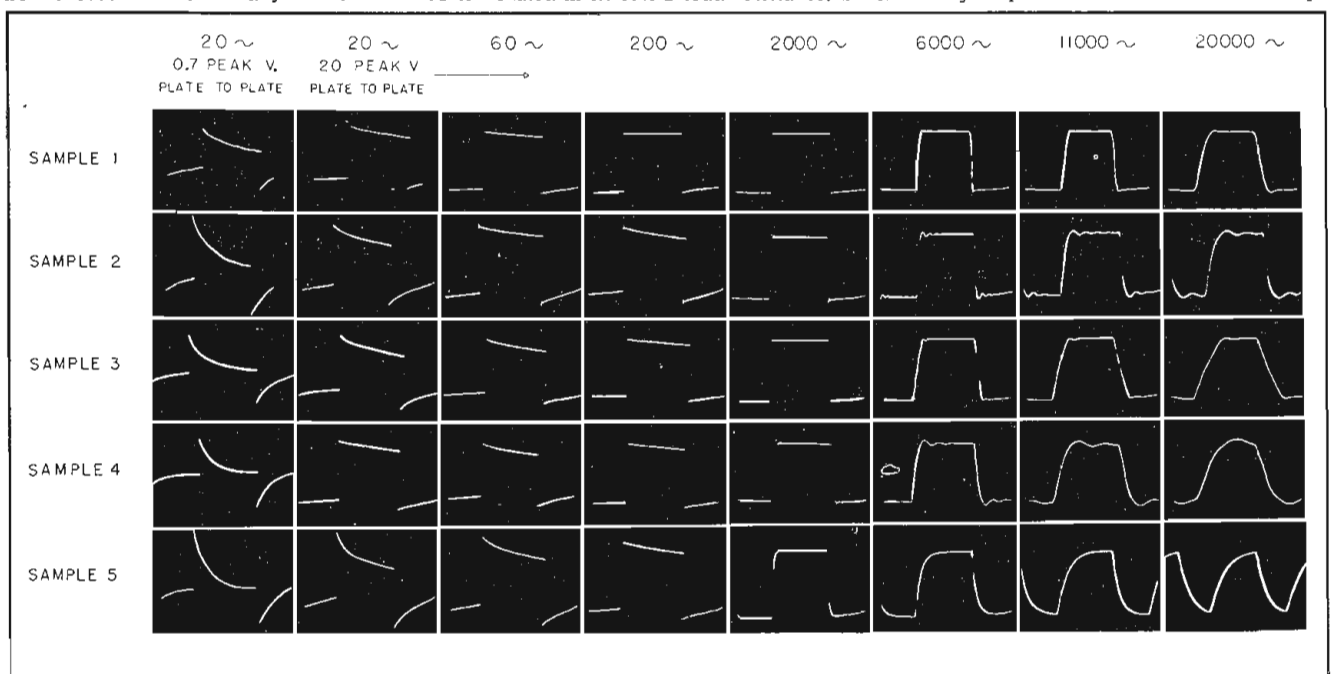 20 ~ 20 ~ 60 ~ 200 ~ 2000 ~ 6000 ~ 11000 ~ 20000 ~
0.7 PEAK V. 20 PEAK V
PLATE TO PLATE PLATE TO PLATE
SAMPLE 1
SAMPLE 2
SAMPLE 3
SAMPLE 4
SAMPLE 5